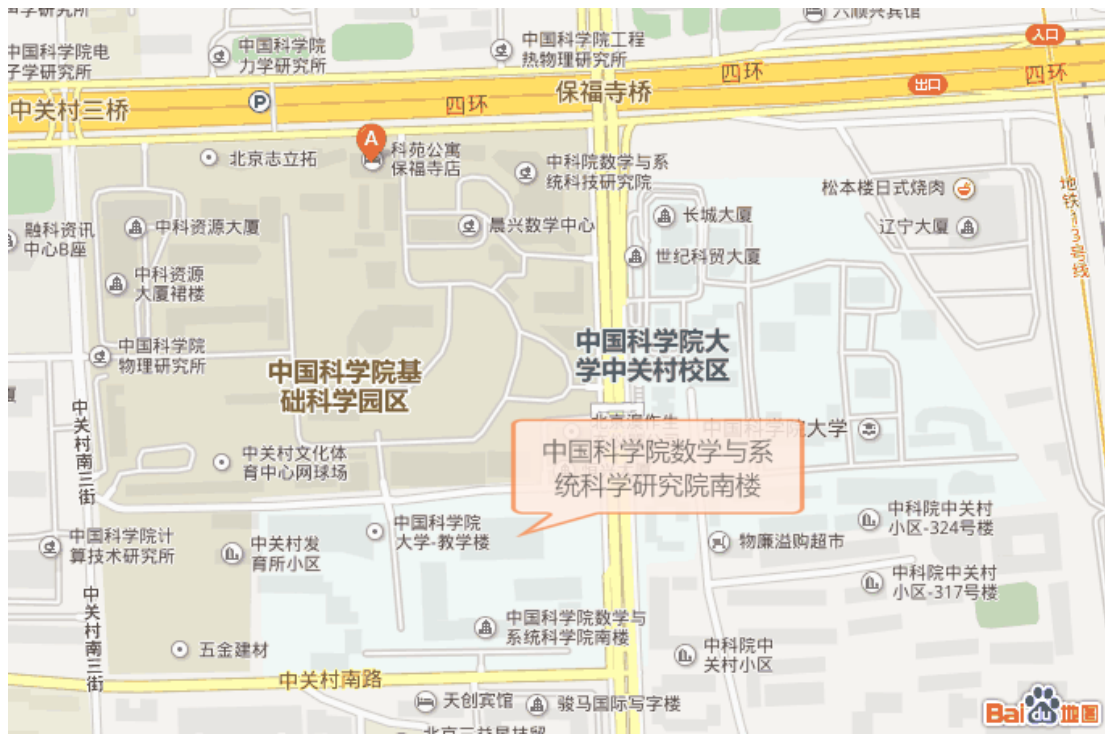 六顺兴宾馆
入口
中国科学院电
子学研究所
中国科学院
力学研究所
中国科学院工程
热物理研究所
四环
四环
出口
保福寺桥
中关村三桥
P
四环
A
科苑公寓
保福寺店
北京志立拓
中科院数学与系
统科技研究院
松本楼日式烧肉
地铁13号线
长城大厦
辽宁大厦
融科资讯
中心B座
中科资源大厦
晨兴数学中心
世纪科贸大厦
中科资源
大厦裙楼
中国科学院
物理研究所
中国科学院基
础科学园区
中国科学院大
学中关村校区
中关村南三街
中国科学院大学
中关村文化体
育中心网球场
中国科学院数学与系
统科学研究院南楼
中国科学院计
算技术研究所
中关村发
育所小区
中国科学院
大学-教学楼
物廉溢购超市
中科院中关村
小区-324号楼
中科院中关村
小区-317号楼
中关村南三街
中国科学院数学与
系统科学院南楼
五金建材
中科院中
关村小区
中关村南路
天创宾馆
骏马国际写字楼
Bai du 地图